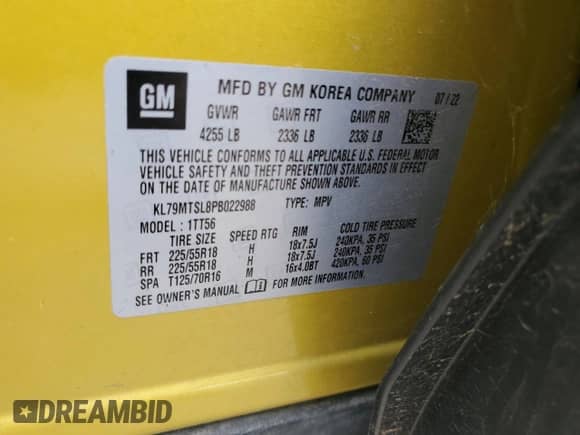 GM MFD BY GM KOREA COMPANY 07 / 22
GVWR GAWR FRT GAWR RR
4255 LB 2336 LB 2336 LB
THIS VEHICLE CONFORMS TO ALL APPLICABLE U.S. FEDERAL MOTOR
VEHICLE SAFETY AND THEFT PREVENTION STANDARDS IN EFFECT
ON THE DATE OF MANUFACTURE SHOWN ABOVE.
KL79MTSL8PB022988 TYPE: MPV
MODEL : 1TT56
TIRE SIZE SPEED RTG RIM COLD TIRE PRESSURE
FRT 225/55R18 H 18x7.5J 240KPA, 35 PSI
RR 225/55R18 H 18x7.5J 240KPA, 35 PSI
SPA T125/70R16 M 16x4.0BT 420KPA, 60 PSI
SEE OWNER'S MANUAL FOR MORE INFORMATION.
DREAMBID